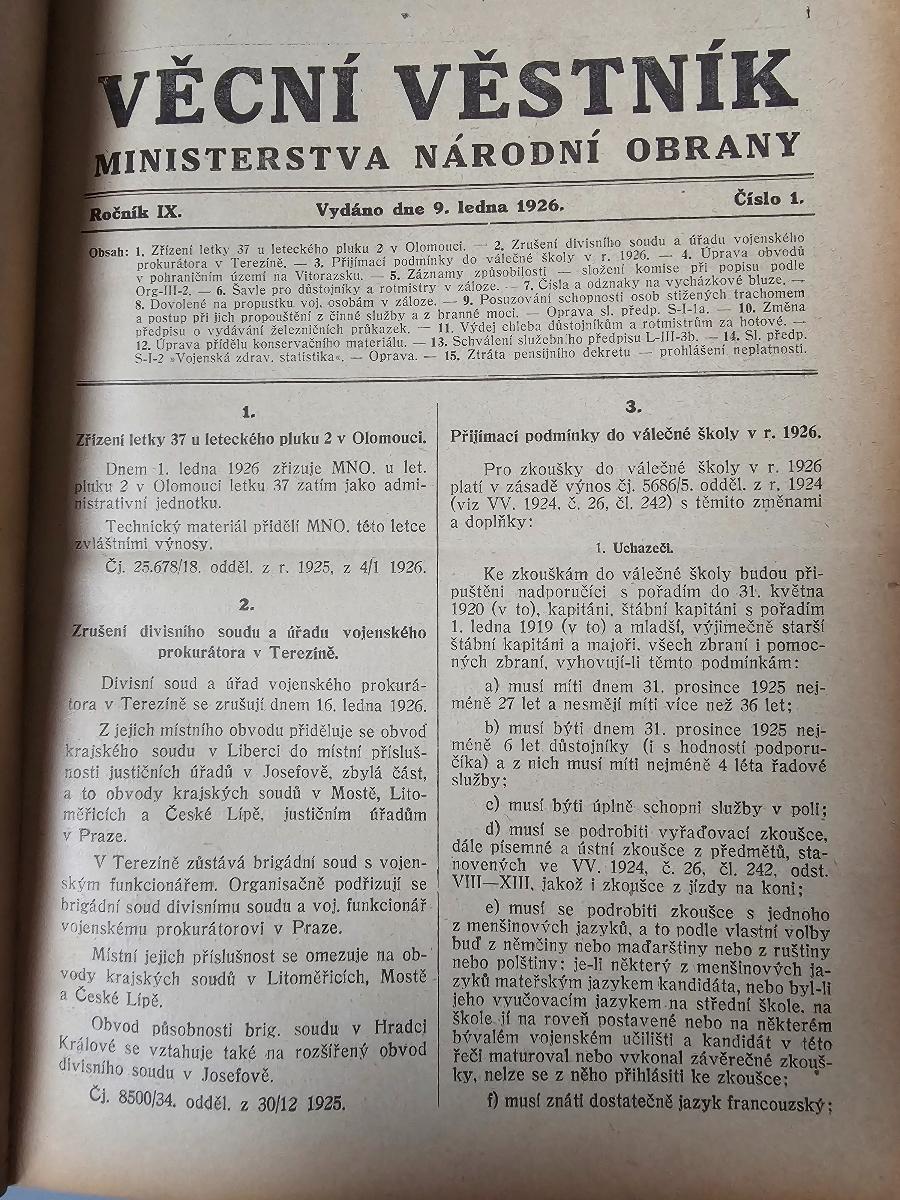 1
VĚCNÍ VĚSTNÍK
MINISTERSTVA NÁRODNÍ OBRANY
Ročník IX. Vydáno dne 9. ledna 1926. Číslo 1.
Obsah: 1. Zřízení letky 37 u leteckého pluku 2 v Olomouci. — 2. Zrušení divisního soudu a úřadu vojenského
prokurátora v Terezíně. — 3. Přijímací podmínky do válečné školy v r. 1926. — 4. Úprava obvodů
v pohraničním území na Vitorazsku. — 5. Záznamy způsobilosti — složení komise při popisu podle
Org-III-2. — 6. Šavle pro důstojníky a rotmistry v záloze. — 7. Čísla a odznaky na vycházkové bluze. —
8. Dovolené na propustku voj. osobám v záloze. — 9. Posuzování schopnosti osob stižených trachomem
a postup při jich propouštění z činné služby a z branné moci. — Oprava sl. předp. S-I-1a. — 10. Změna
předpisu o vydávání železničních průkazek. — 11. Výdej chleba důstojníkům a rotmistrům za hotové. —
12. Úprava přídělu konservačního materiálu. — 13. Schválení služebního předpisu L-III-3b. — 14. Sl. předp.
S-I-2 »Vojenská zdrav. statistika«. — Oprava. — 15. Ztráta pensijního dekretu — prohlášení neplatnosti.
1.
Zřízení letky 37 u leteckého pluku 2 v Olomouci.
Dnem 1. ledna 1926 zřizuje MNO. u let.
pluku 2 v Olomouci letku 37 zatím jako admi-
nistrativní jednotku.
Technický materiál přidělí MNO. této letce
zvláštními výnosy.
Čj. 25.678/18. odděl. z r. 1925, z 4/1 1926.
2.
Zrušení divisního soudu a úřadu vojenského
prokurátora v Terezíně.
Divisní soud a úřad vojenského prokurá-
tora v Terezíně se zrušují dnem 16. ledna 1926.
Z jejich místního obvodu přiděluje se obvod
krajského soudu v Liberci do místní přísluš-
nosti justičních úřadů v Josefově, zbylá část,
a to obvody krajských soudů v Mostě, Lito-
měřicích a České Lípě, justičním úřadům
v Praze.
V Terezíně zůstává brigádní soud s vojen-
ským funkcionářem. Organisačně podřizují se
brigádní soud divisnímu soudu a voj. funkcionář
vojenskému prokurátorovi v Praze.
Místní jejich příslušnost se omezuje na ob-
vody krajských soudů v Litoměřicích, Mostě
a České Lípě.
Obvod působnosti brig. soudu v Hradci
Králové se vztahuje také na rozšířený obvod
divisního soudu v Josefově.
Čj. 8500/34. odděl. z 30/12 1925.
3.
Přijímací podmínky do válečné školy v r. 1926.
Pro zkoušky do válečné školy v r. 1926
platí v zásadě výnos čj. 5686/5. odděl. z r. 1924
(viz VV. 1924, č. 26, čl. 242) s těmito změnami
a doplňky:
1. Uchazeči.
Ke zkouškám do válečné školy budou při-
puštěni nadporučíci s pořadím do 31. května
1920 (v to), kapitáni, štábní kapitáni s pořadím
1. ledna 1919 (v to) a mladší, výjimečně starší
štábní kapitáni a majoři, všech zbraní i pomoc-
ných zbraní, vyhovují-li těmto podmínkám:
a) musí míti dnem 31. prosince 1925 nej-
méně 27 let a nesmějí míti více než 36 let;
b) musí býti dnem 31. prosince 1925 nej-
méně 6 let důstojníky (i s hodností podporu-
číka) a z nich musí míti nejméně 4 léta řadové
služby;
c) musí býti úplně schopni služby v poli;
d) musí se podrobiti vyřaďovací zkoušce,
dále písemné a ústní zkoušce z předmětů, sta-
novených ve VV. 1924, č. 26, čl. 242, odst.
VIII—XIII, jakož i zkoušce z jízdy na koni;
e) musí se podrobiti zkoušce s jednoho
z menšinových jazyků, a to podle vlastní volby
buď z němčiny nebo maďarštiny nebo z ruštiny
nebo polštiny; je-li některý z menšinových ja-
zyků mateřským jazykem kandidáta, nebo byl-li
jeho vyučovacím jazykem na střední škole, na
škole jí na roveň postavené nebo na některém
bývalém vojenském učilišti a kandidát v této
řeči maturoval nebo vykonal závěrečné zkouš-
ky, nelze se z něho přihlásiti ke zkoušce;
f) musí znáti dostatečně jazyk francouzský;